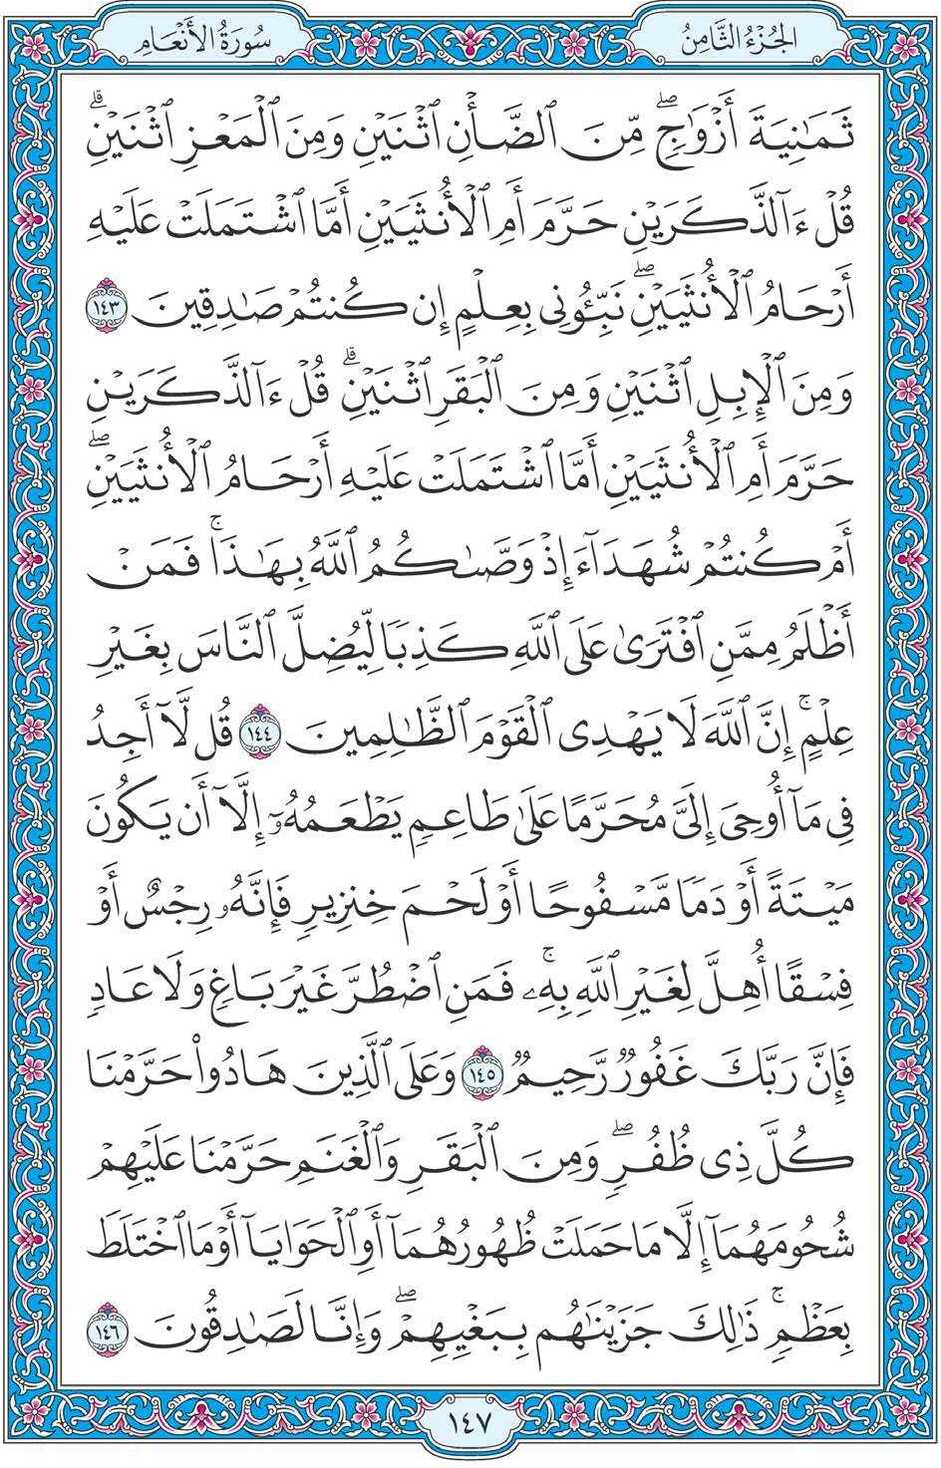 سُورَةُ الأَنْعَامِ
الجُزْءُ الثَّامِنُ
ثَمَٰنِيَةَ أَزْوَٰجٍۖ مِّنَ ٱلضَّأْنِ ٱثْنَيْنِ وَمِنَ ٱلْمَعْزِ ٱثْنَيْنِۗ
قُلْ ءَآلذَّكَرَيْنِ حَرَّمَ أَمِ ٱلْأُنثَيَيْنِ أَمَّا ٱشْتَمَلَتْ عَلَيْهِ
أَرْحَامُ ٱلْأُنثَيَيْنِۖ نَبِّـُٔونِى بِعِلْمٍ إِن كُنتُمْ صَٰدِقِينَ ١٤٣
وَمِنَ ٱلْإِبِلِ ٱثْنَيْنِ وَمِنَ ٱلْبَقَرِ ٱثْنَيْنِۗ قُلْ ءَآلذَّكَرَيْنِ
حَرَّمَ أَمِ ٱلْأُنثَيَيْنِ أَمَّا ٱشْتَمَلَتْ عَلَيْهِ أَرْحَامُ ٱلْأُنثَيَيْنِۖ
أَمْ كُنتُمْ شُهَدَآءَ إِذْ وَصَّىٰكُمُ ٱللَّهُ بِهَٰذَاۚ فَمَنْ
أَظْلَمُ مِمَّنِ ٱفْتَرَىٰ عَلَى ٱللَّهِ كَذِبًا لِّيُضِلَّ ٱلنَّاسَ بِغَيْرِ
عِلْمٍۚ إِنَّ ٱللَّهَ لَا يَهْدِى ٱلْقَوْمَ ٱلظَّٰلِمِينَ ١٤٤ قُل لَّآ أَجِدُ
فِى مَآ أُوحِىَ إِلَىَّ مُحَرَّمًا عَلَىٰ طَاعِمٍ يَطْعَمُهُۥٓ إِلَّآ أَن يَكُونَ
مَيْتَةً أَوْ دَمًا مَّسْفُوحًا أَوْ لَحْمَ خِنزِيرٍ فَإِنَّهُۥ رِجْسٌ أَوْ
فِسْقًا أُهِلَّ لِغَيْرِ ٱللَّهِ بِهِۦۚ فَمَنِ ٱضْطُرَّ غَيْرَ بَاغٍ وَلَا عَادٍ
فَإِنَّ رَبَّكَ غَفُورٌ رَّحِيمٌ ١٤٥ وَعَلَى ٱلَّذِينَ هَادُوا۟ حَرَّمْنَا
كُلَّ ذِى ظُفُرٍۖ وَمِنَ ٱلْبَقَرِ وَٱلْغَنَمِ حَرَّمْنَا عَلَيْهِمْ
شُحُومَهُمَآ إِلَّا مَا حَمَلَتْ ظُهُورُهُمَآ أَوِ ٱلْحَوَايَآ أَوْ مَا ٱخْتَلَطَ
بِعَظْمٍۚ ذَٰلِكَ جَزَيْنَٰهُم بِبَغْيِهِمْۖ وَإِنَّا لَصَٰدِقُونَ ١٤٦
١٤٧